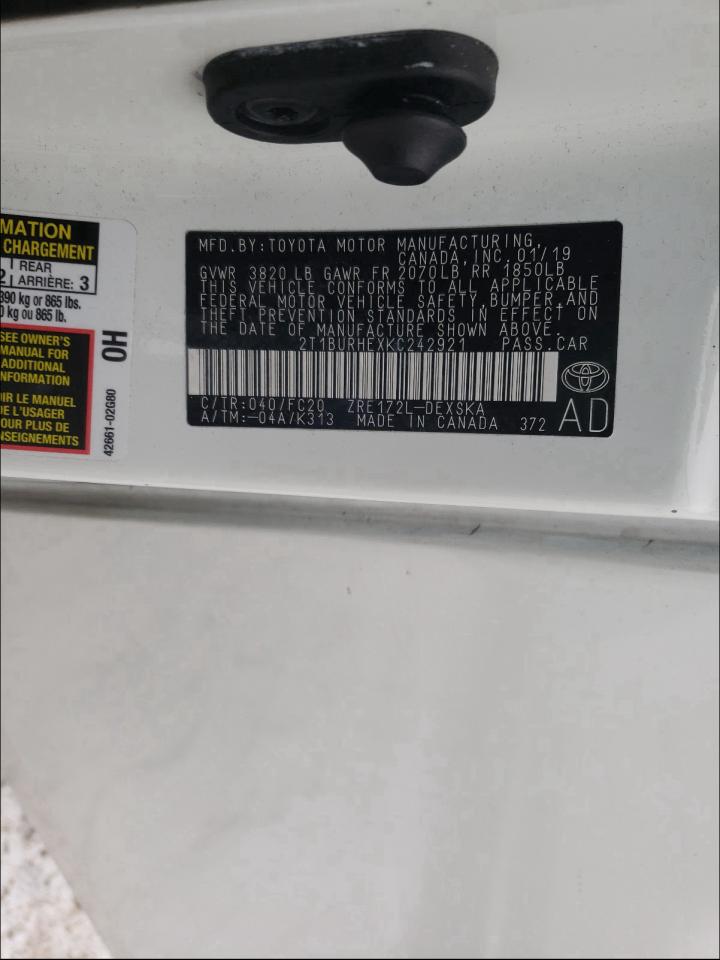 MATION
CHARGEMENT
REAR
2 ARRIÈRE: 3
390 kg or 865 lbs.
0 kg ou 865 lb.
SEE OWNER'S
MANUAL FOR
ADDITIONAL
INFORMATION
OIR LE MANUEL
DE L'USAGER
POUR PLUS DE
ENSEIGNEMENTS
0H
42661-02G80
MFD.BY:TOYOTA MOTOR MANUFACTURING,
CANADA,INC. 01/19
GVWR 3820 LB GAWR FR 2070LB,RR 1850LB
THIS VEHICLE CONFORMS TO ALL APPLICABLE
FEDERAL MOTOR VEHICLE SAFETY,BUMPER,AND
THEFT PREVENTION STANDARDS IN EFFECT ON
THE DATE OF MANUFACTURE SHOWN ABOVE.
2T1BURHEXKC242921 PASS.CAR
C/TR:040/FC20 ZRE172L-DEXSKA
A/TM:-04A/K313 MADE IN CANADA 372
AD